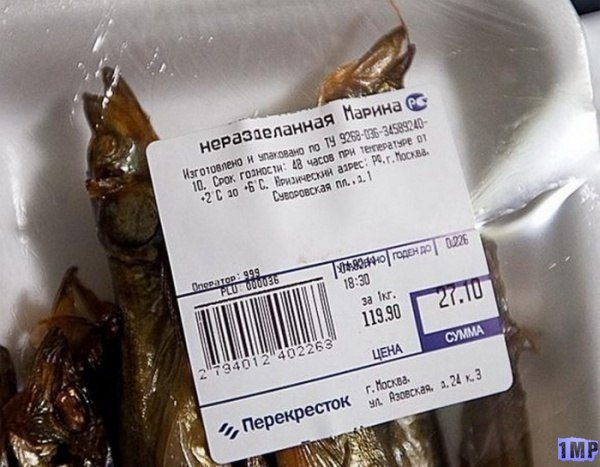 неразделанная Марина РС
Изготовлено и упаковано по ТУ 9268-036-34589240-
10. Срок годности: 48 часов при температуре от
+2°С до +6°С. Юридический адрес: РФ, г. Москва,
Суворовская пл., д. 1
Оператор: 999
PLU: 000036
ГОДЕН ДО 0.226
18:30
за 1кг.
119.90 27.10
ЦЕНА СУММА
2 794012 402263
Перекресток
г. Москва,
ул. Азовская, д. 24 к. 3
1MP